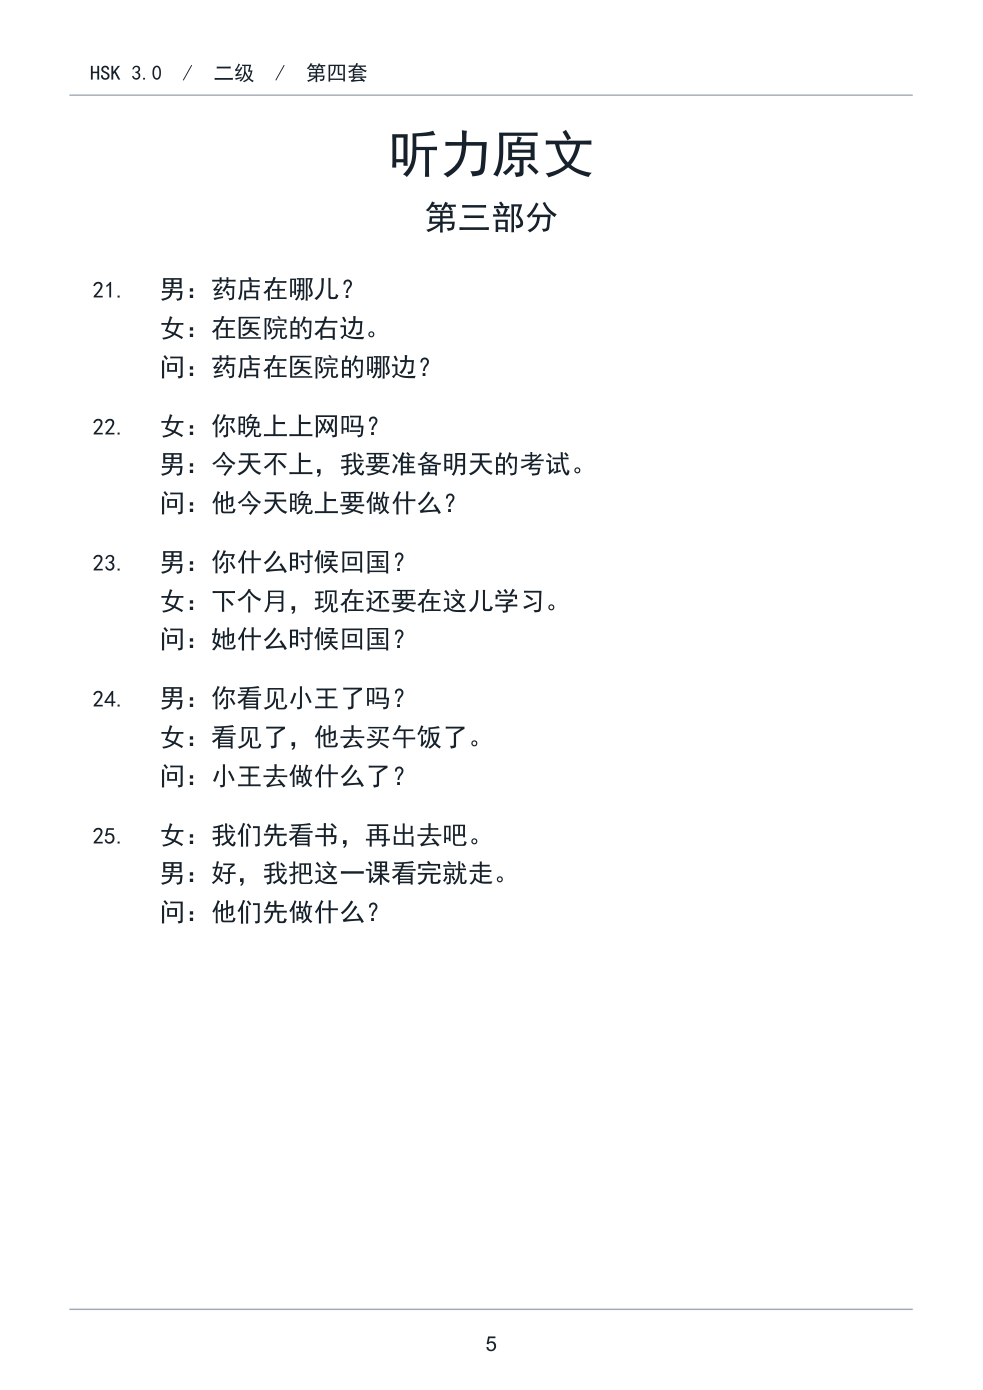 HSK 3.0 / 二级 / 第四套
听力原文
第三部分
21. 男：药店在哪儿？
女：在医院的右边。
问：药店在医院的哪边？
22. 女：你晚上上网吗？
男：今天不上，我要准备明天的考试。
问：他今天晚上要做什么？
23. 男：你什么时候回国？
女：下个月，现在还要在这儿学习。
问：她什么时候回国？
24. 男：你看见小王了吗？
女：看见了，他去买午饭了。
问：小王去做什么了？
25. 女：我们先看书，再出去吧。
男：好，我把这一课看完就走。
问：他们先做什么？
5